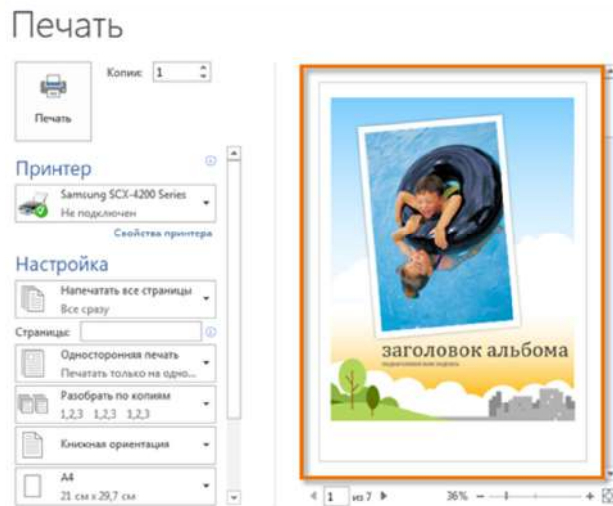 Печать
Копии: 1
Печать
Принтер
Samsung SCX-4200 Series
Не подключен
Свойства принтера
Настройка
Напечатать все страницы
Все сразу
Страницы:
Односторонняя печать
Печатать только на одно...
Разобрать по копиям
1,2,3 1,2,3 1,2,3
Книжная ориентация
A4
21 см x 29,7 см
заголовок альбома
1 из 7
36%